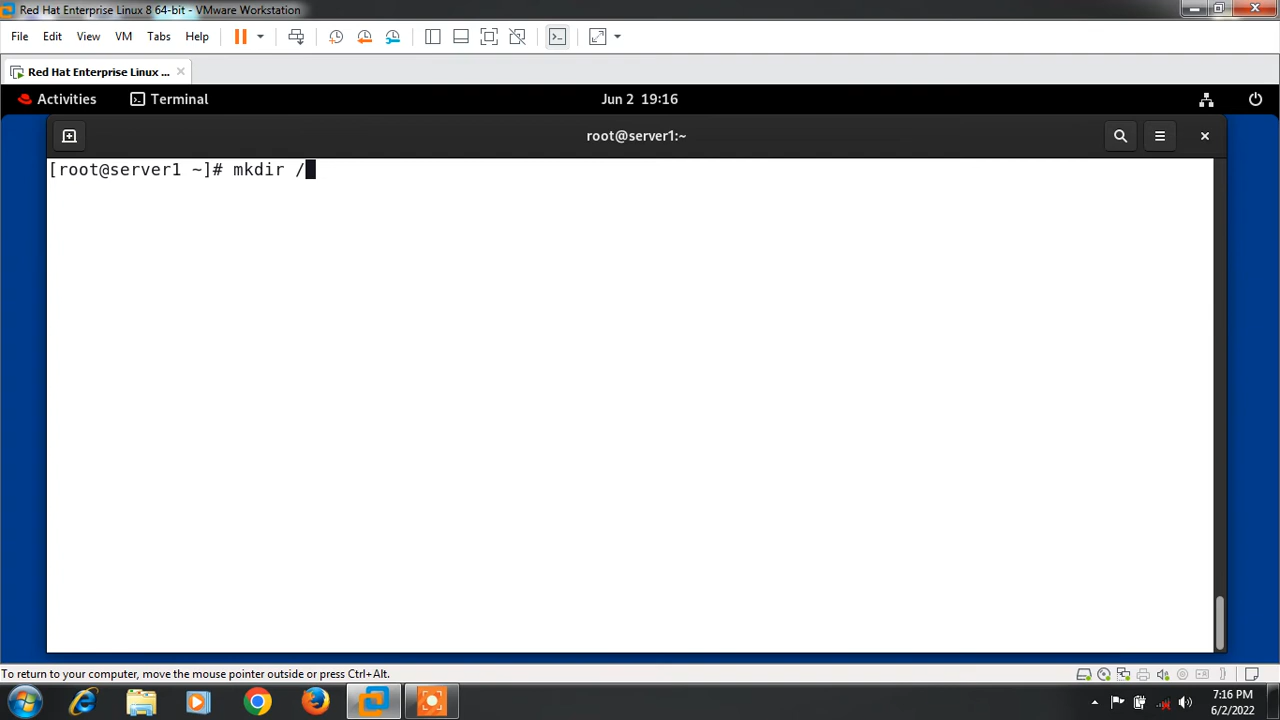 Red Hat Enterprise Linux 8 64-bit - VMware Workstation
File Edit View VM Tabs Help
Red Hat Enterprise Linux ...
Activities Terminal Jun 2 19:16
root@server1:~
[root@server1 ~]# mkdir /
To return to your computer, move the mouse pointer outside or press Ctrl+Alt.
7:16 PM
6/2/2022